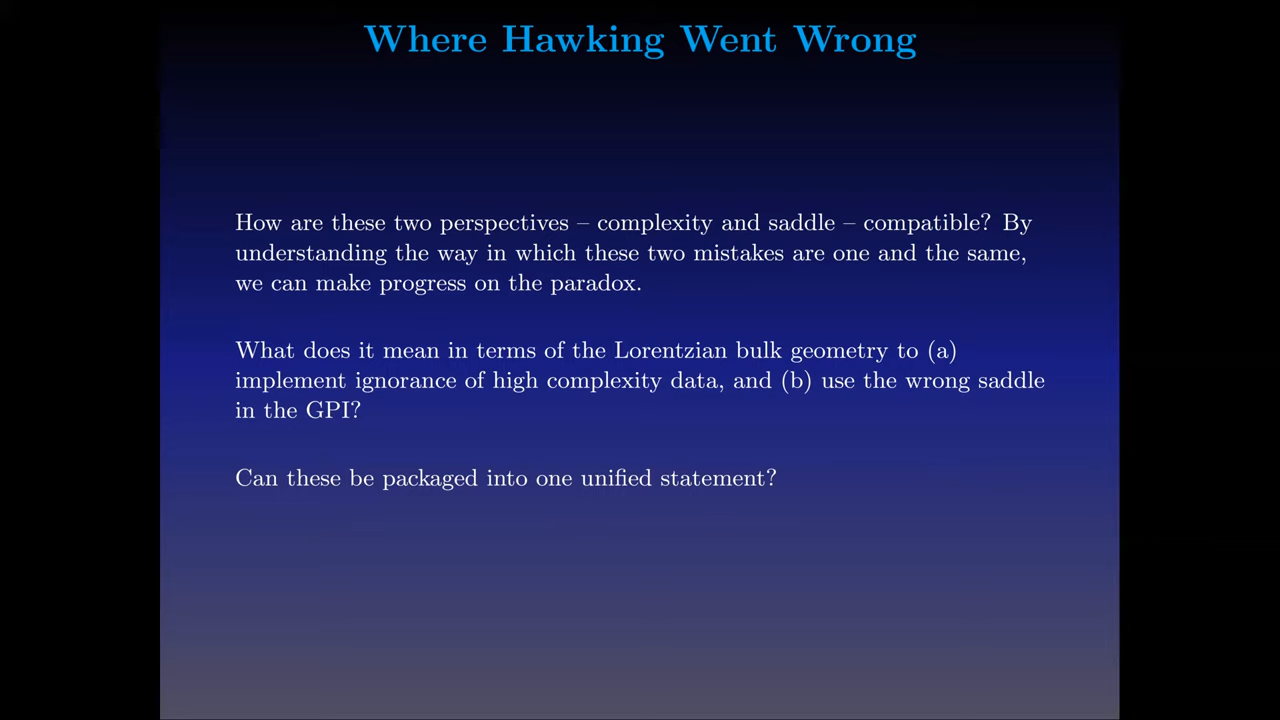 Where Hawking Went Wrong
How are these two perspectives – complexity and saddle – compatible? By
understanding the way in which these two mistakes are one and the same,
we can make progress on the paradox.
What does it mean in terms of the Lorentzian bulk geometry to (a)
implement ignorance of high complexity data, and (b) use the wrong saddle
in the GPI?
Can these be packaged into one unified statement?